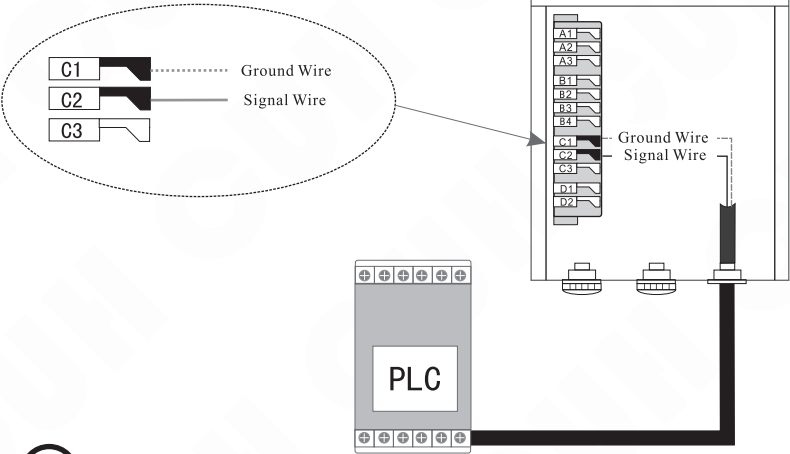 C1 Ground Wire
C2 Signal Wire
C3
A1
A2
A3
B1
B2
B3
B4
C1 Ground Wire
C2 Signal Wire
C3
D1
D2
PLC